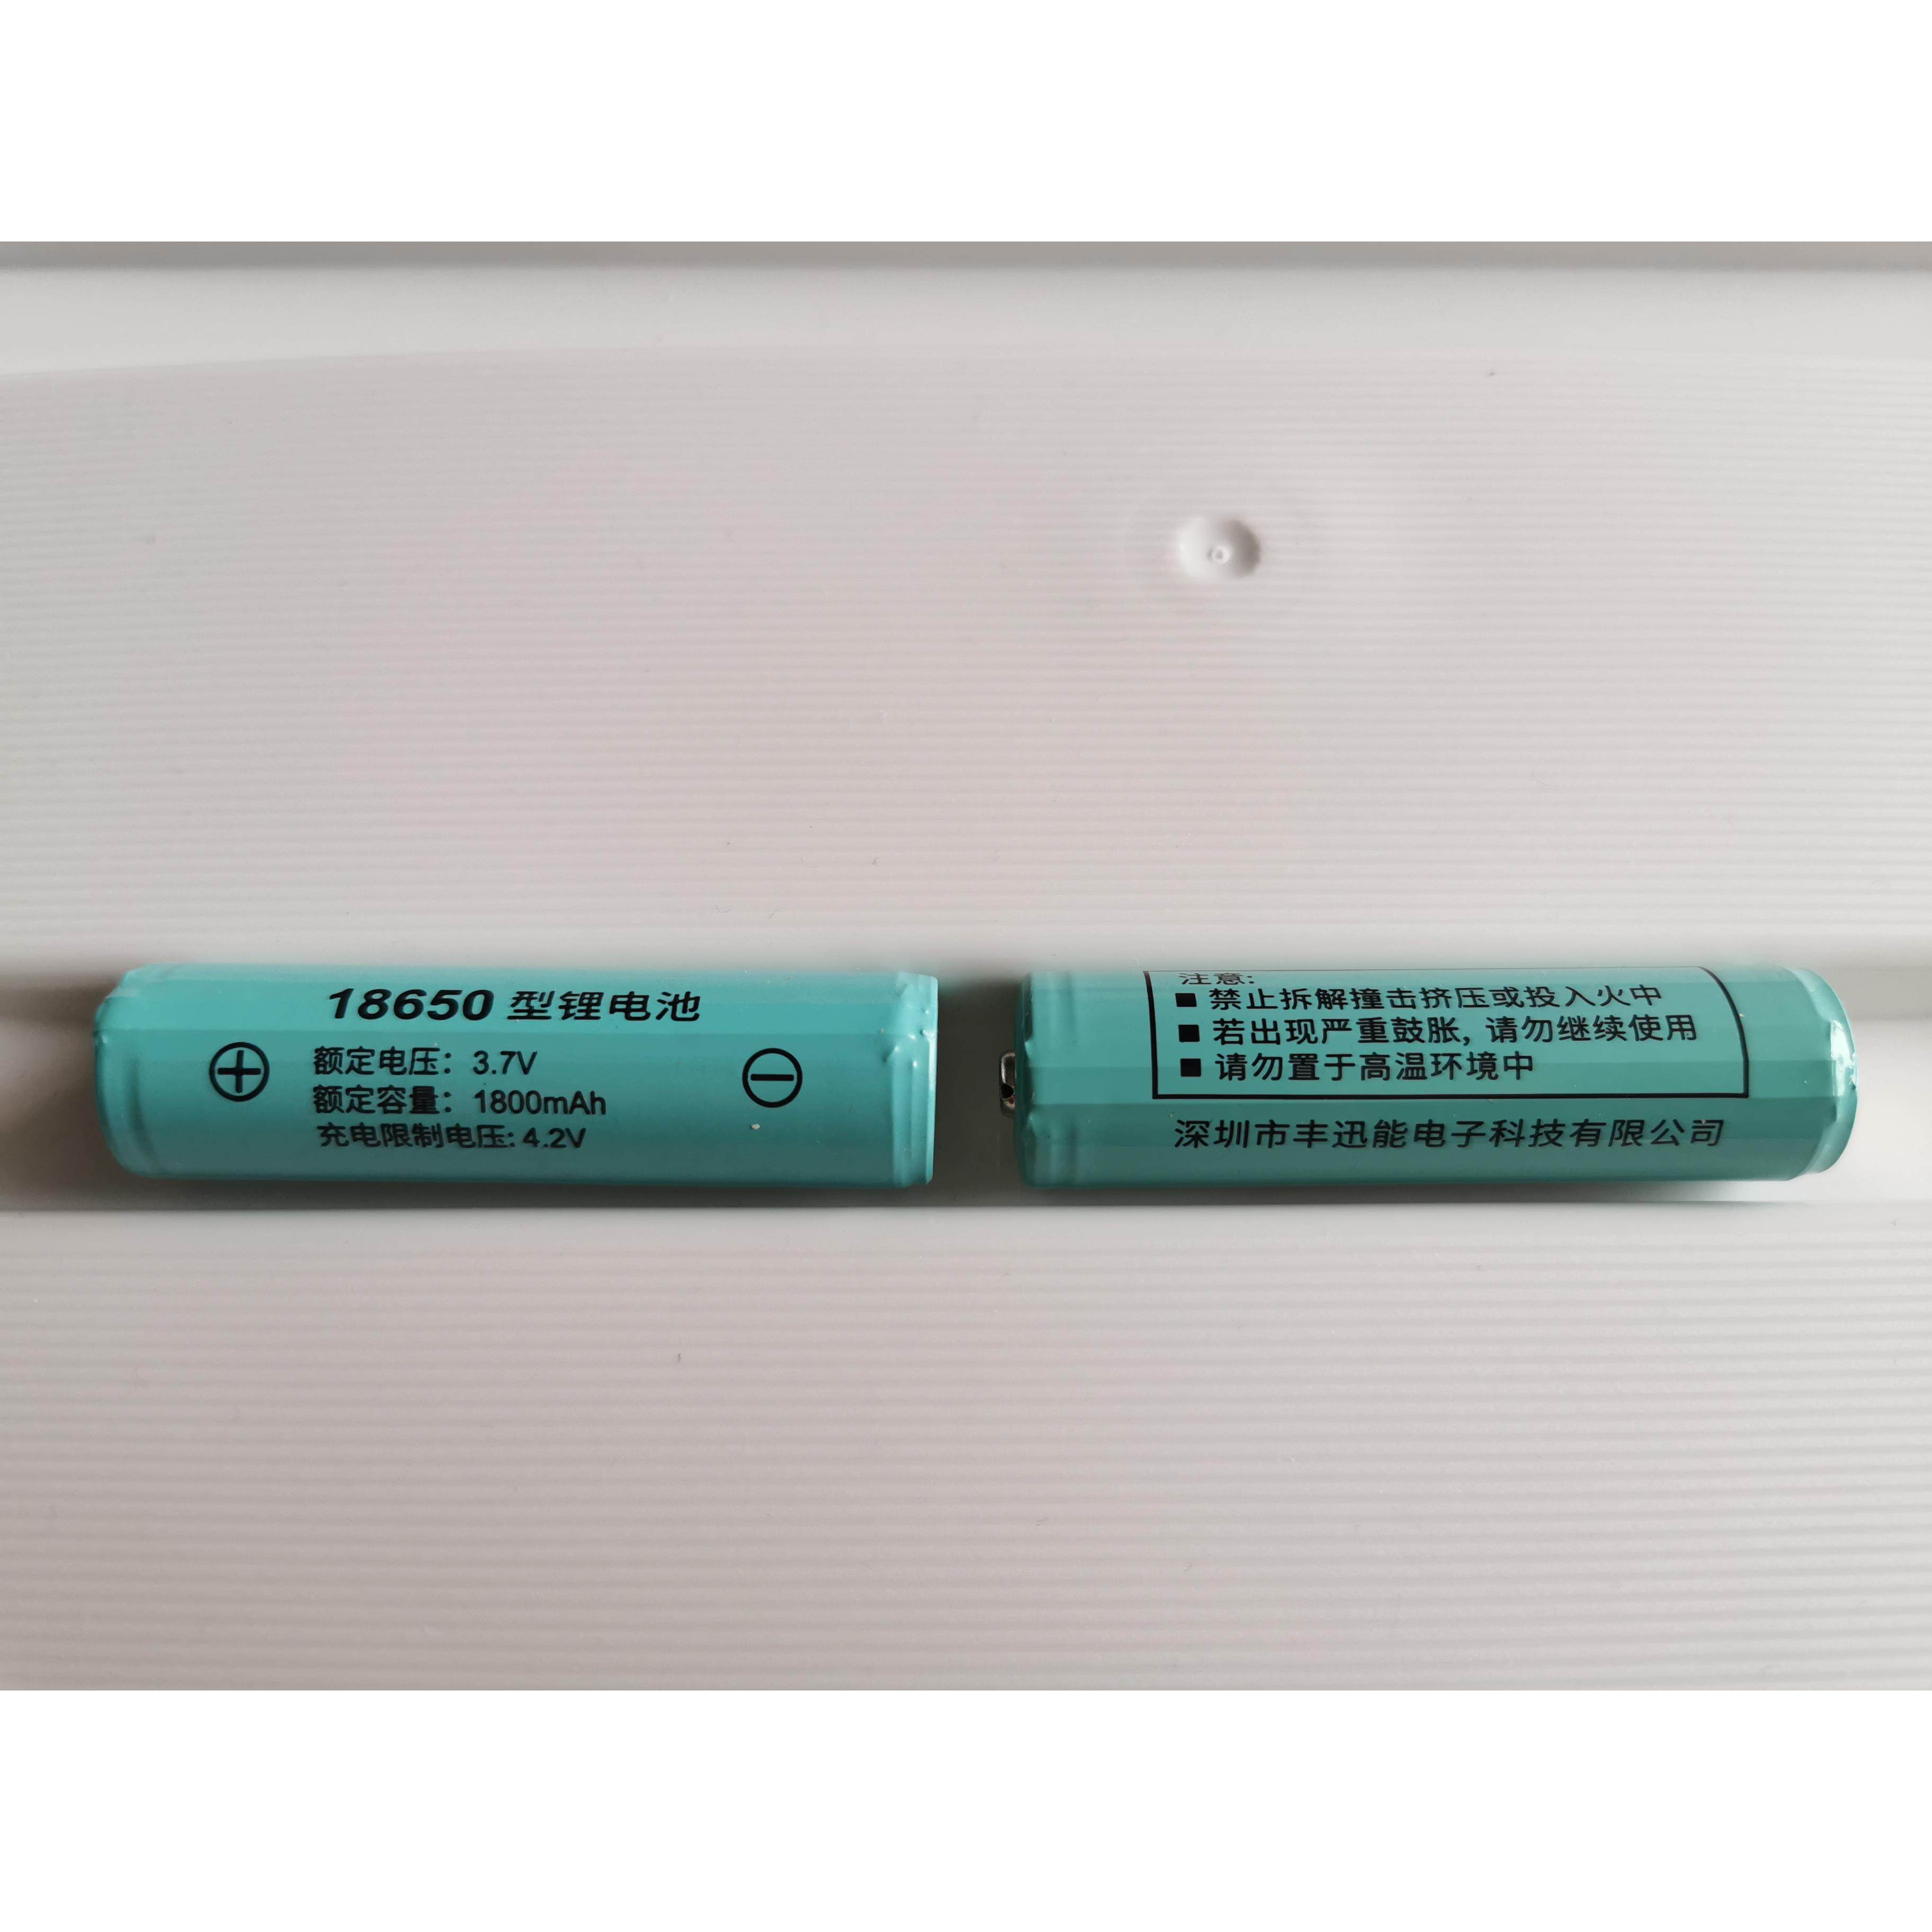 18650 型锂电池
额定电压：3.7V
额定容量：1800mAh
充电限制电压:4.2V
注意:
■ 禁止拆解撞击挤压或投入火中
■ 若出现严重鼓胀, 请勿继续使用
■ 请勿置于高温环境中
深圳市丰迅能电子科技有限公司